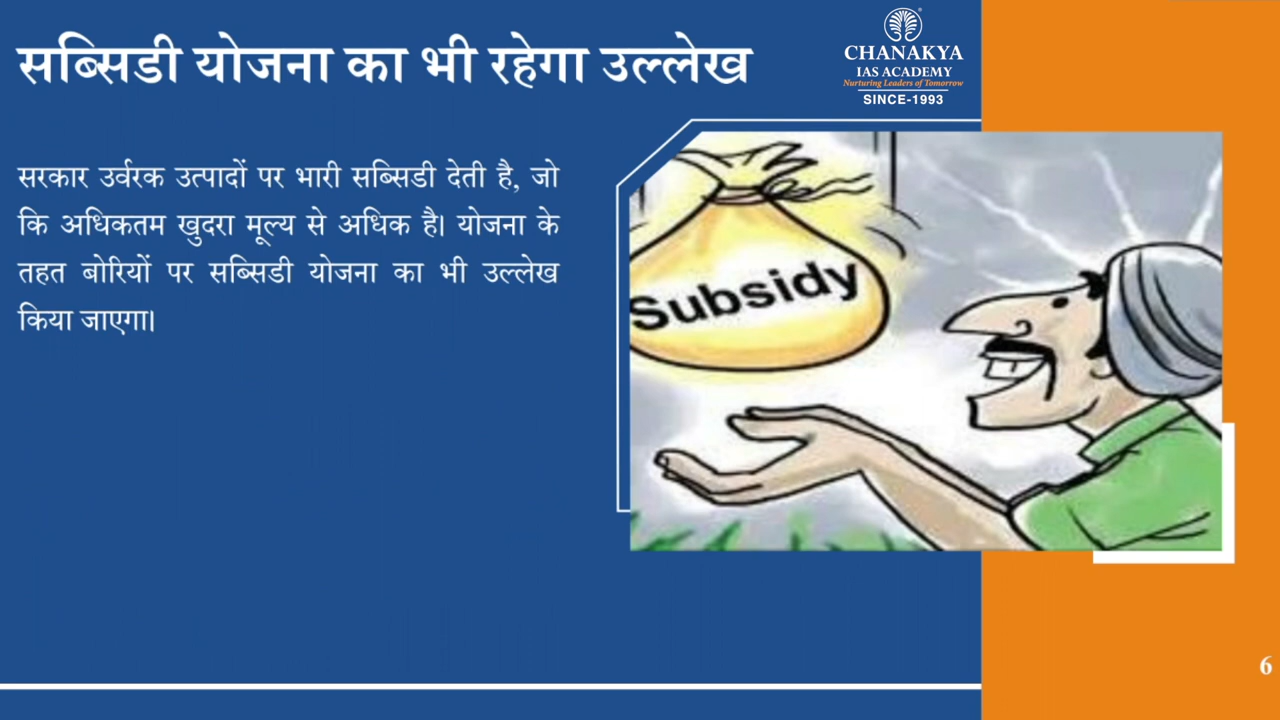 सब्सिडी योजना का भी रहेगा उल्लेख
CHANAKYA
IAS ACADEMY
Nurturing Leaders of Tomorrow
SINCE-1993
सरकार उर्वरक उत्पादों पर भारी सब्सिडी देती है, जो
कि अधिकतम खुदरा मूल्य से अधिक है। योजना के
तहत बोरियों पर सब्सिडी योजना का भी उल्लेख
किया जाएगा।
Subsidy
6